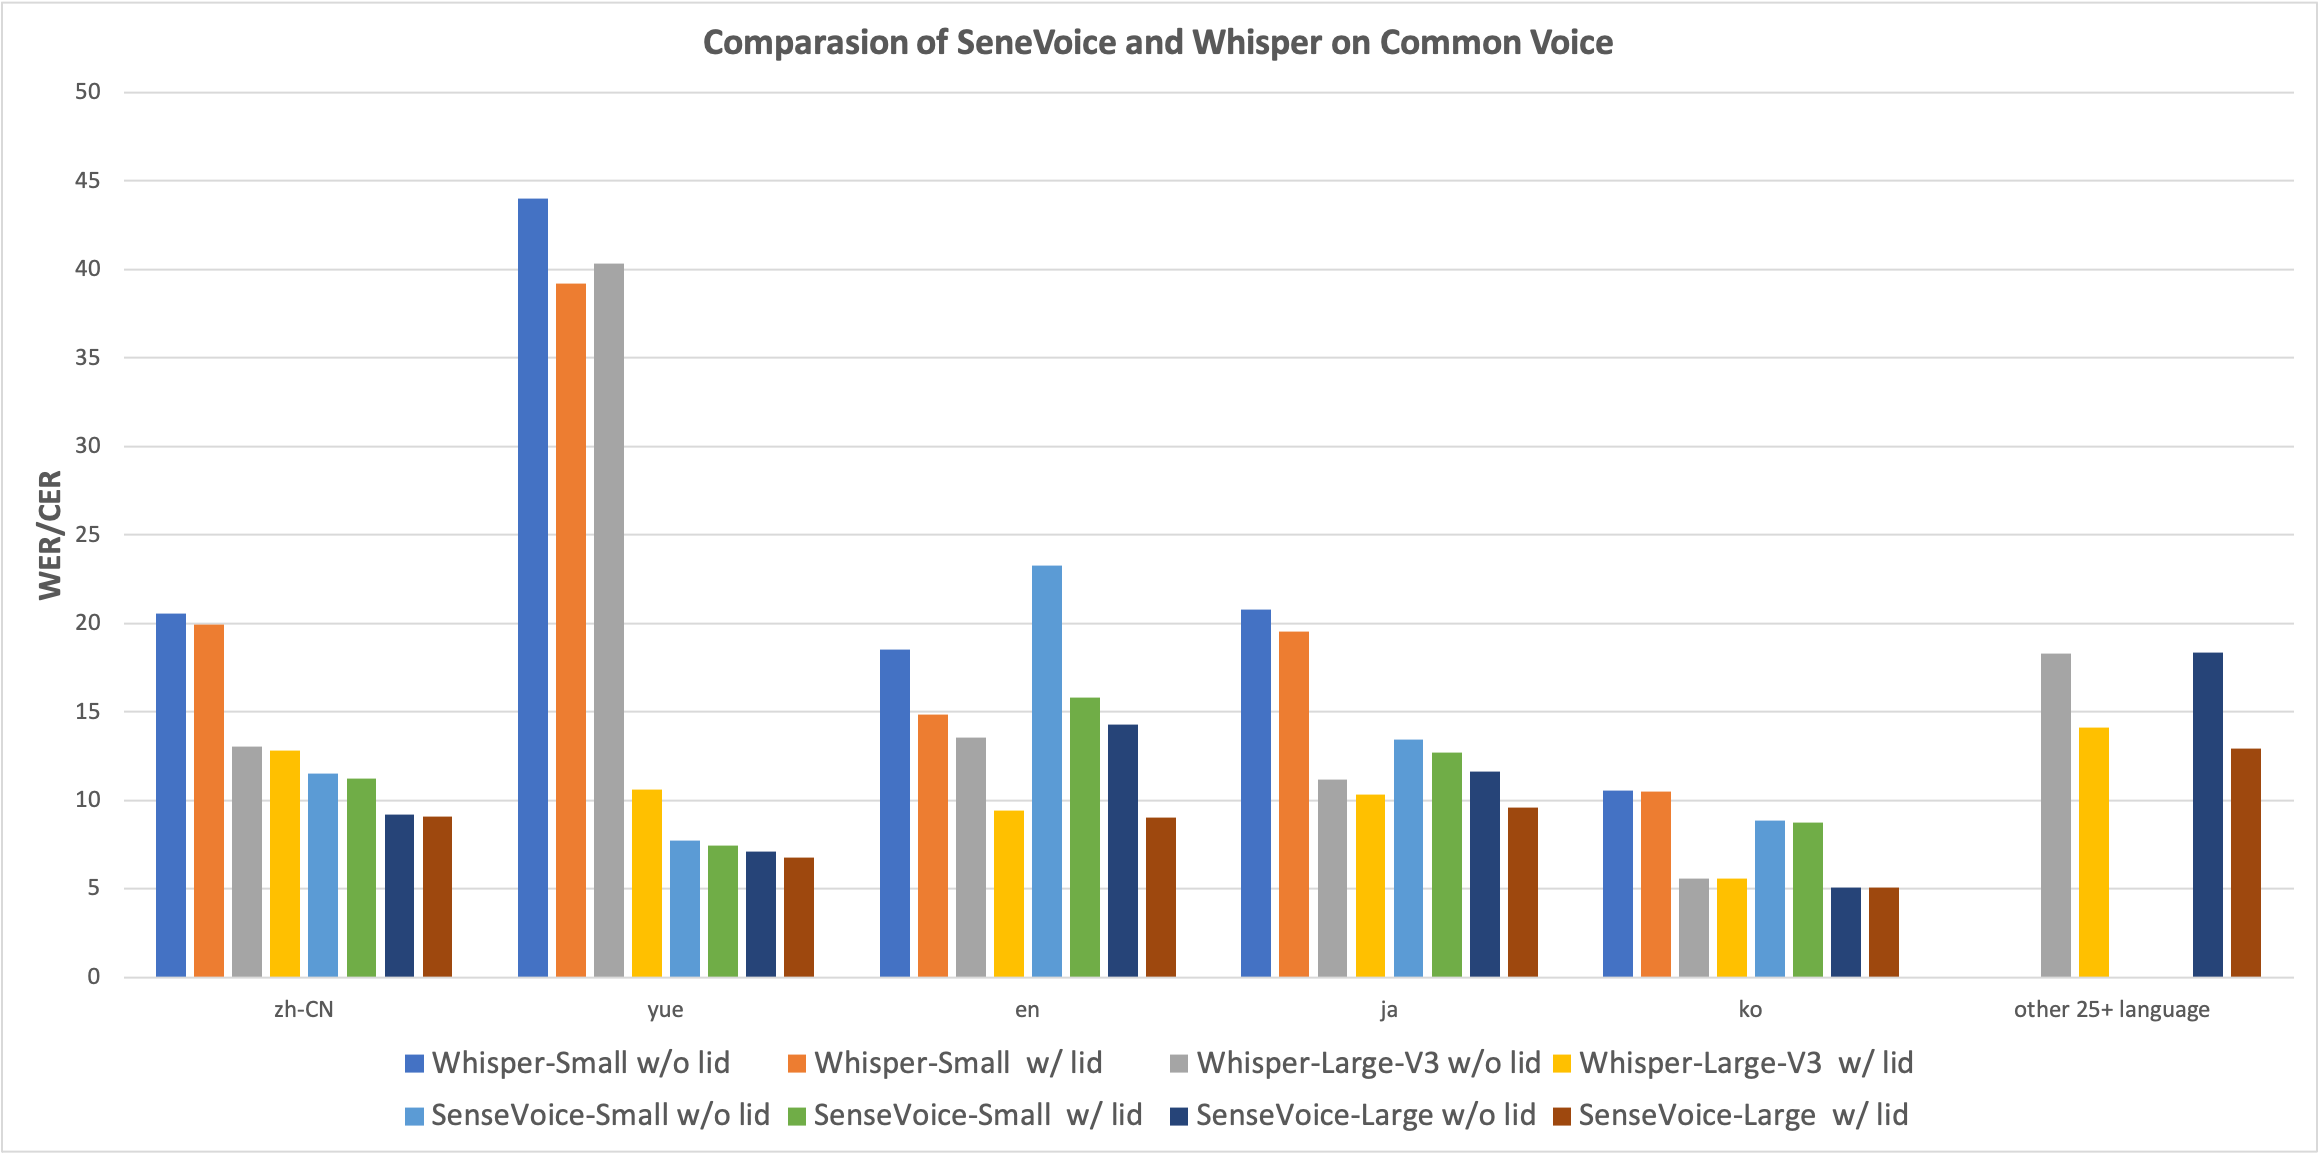 Comparasion of SeneVoice and Whisper on Common Voice
50
45
40
35
30
25
20
15
10
5
0
WER/CER
zh-CN yue en ja ko other 25+ language
Whisper-Small w/o lid Whisper-Small w/ lid Whisper-Large-V3 w/o lid Whisper-Large-V3 w/ lid
SenseVoice-Small w/o lid SenseVoice-Small w/ lid SenseVoice-Large w/o lid SenseVoice-Large w/ lid